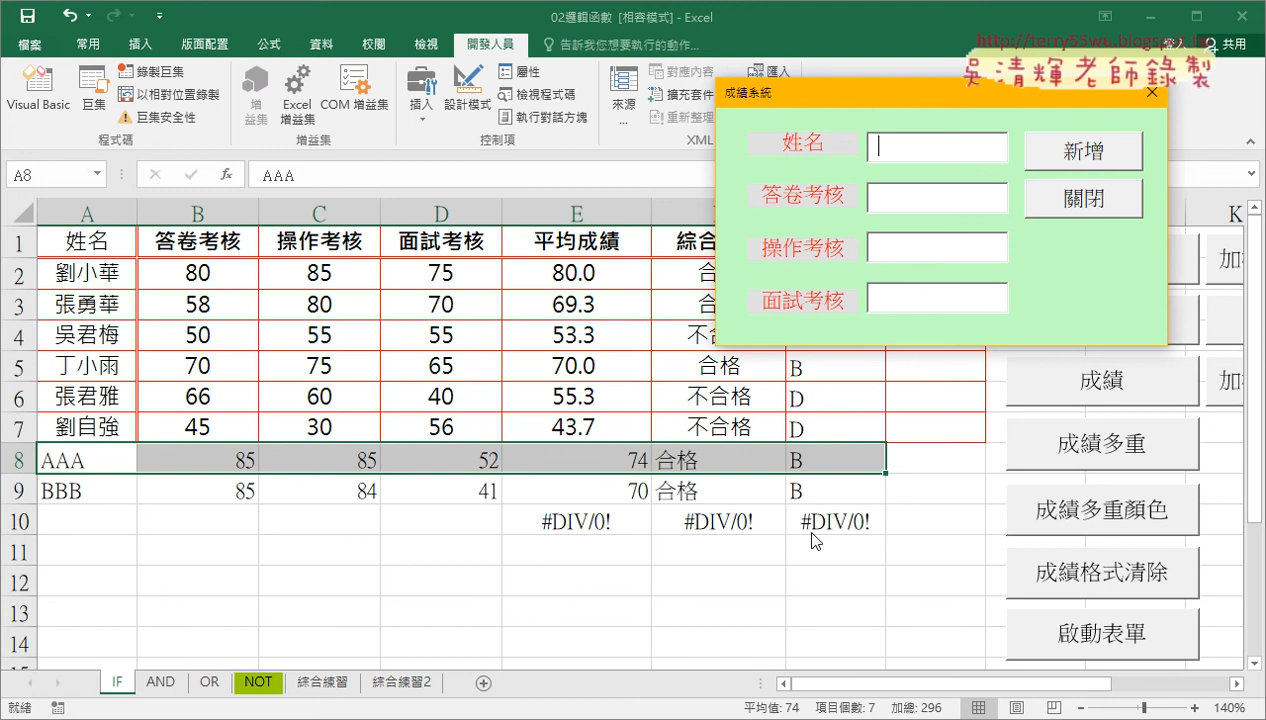 02邏輯函數 [相容模式] - Excel
http://terry55wu.blogspot.tw
吳清輝老師錄製
檔案 常用 插入 版面配置 公式 資料 校閱 檢視 開發人員 告訴我您想要執行的動作... 登入 共用
Visual Basic 巨集 錄製巨集 以相對位置錄製 巨集安全性
增益集 Excel 增益集 COM 增益集
插入 設計模式 屬性 檢視程式碼 執行對話方塊
來源... 對應內容 擴充套件 重新整理 匯入
程式碼 增益集 控制項 XML
成績系統
姓名 新增
答卷考核 關閉
操作考核
面試考核
A8 fx AAA
A B C D E K
1 姓名 答卷考核 操作考核 面試考核 平均成績 綜合
2 劉小華 80 85 75 80.0 合 加
3 張勇華 58 80 70 69.3 合
4 吳君梅 50 55 55 53.3 不合
5 丁小雨 70 75 65 70.0 合格 B 成績 加
6 張君雅 66 60 40 55.3 不合格 D
7 劉自強 45 30 56 43.7 不合格 D 成績多重
8 AAA 85 85 52 74 合格 B
9 BBB 85 84 41 70 合格 B
10 #DIV/0! #DIV/0! #DIV/0! 成績多重顏色
11
12 成績格式清除
13
14 啟動表單
15
IF AND OR NOT 綜合練習 綜合練習2
就緒 平均值: 74 項目個數: 7 加總: 296 140%